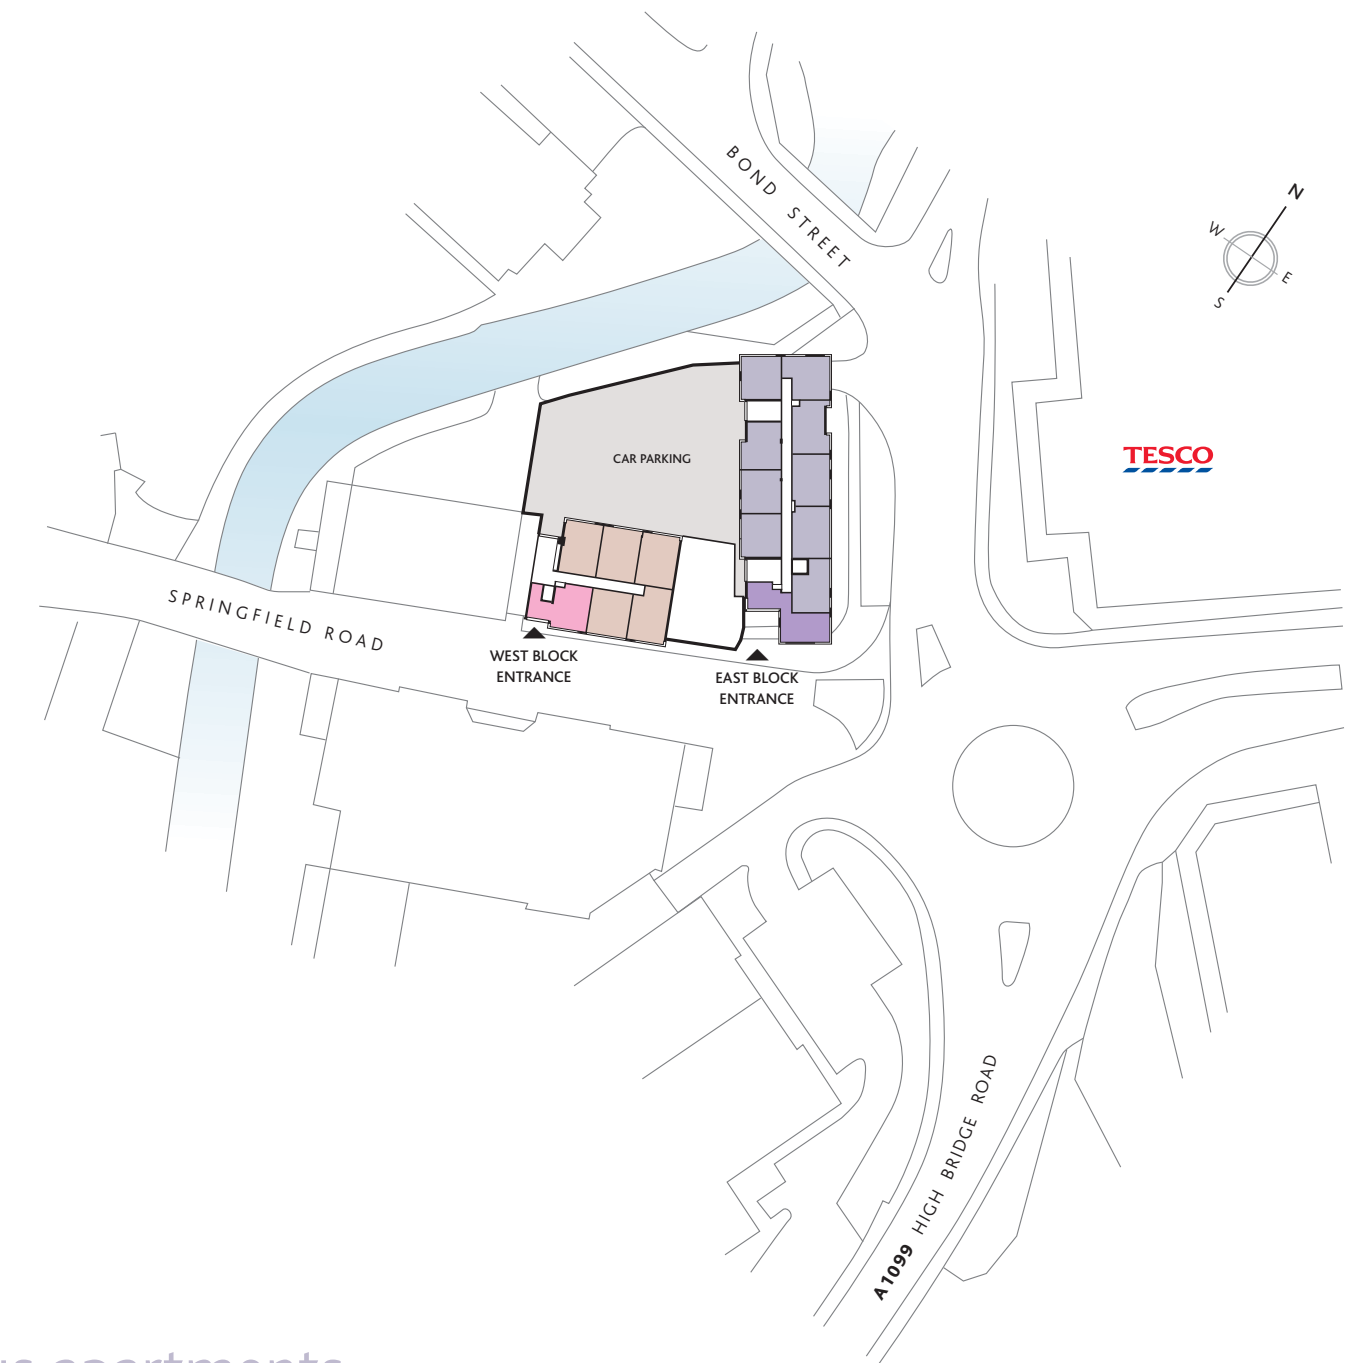 BOND STREET
N
W
E
S
TESCO
CAR PARKING
SPRINGFIELD ROAD
WEST BLOCK
ENTRANCE
EAST BLOCK
ENTRANCE
A1099 HIGH BRIDGE ROAD